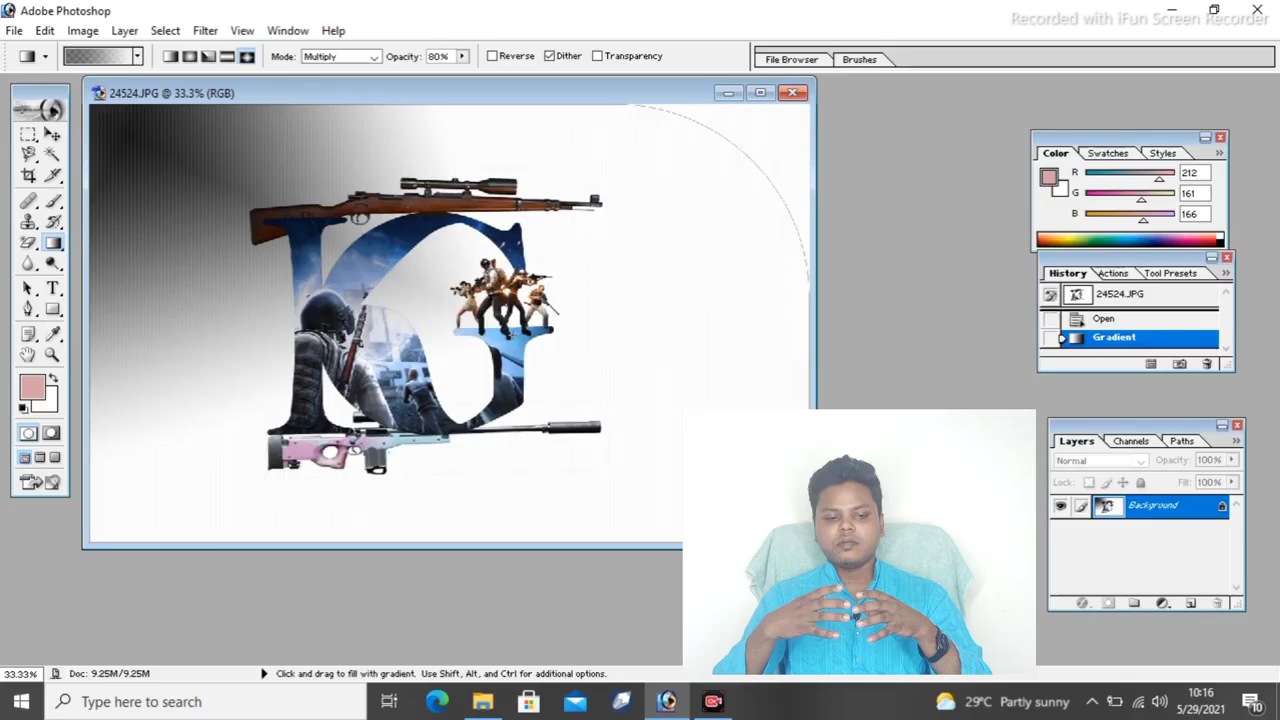 Adobe Photoshop
Recorded with iFun Screen Recorder
File Edit Image Layer Select Filter View Window Help
Mode: Multiply Opacity: 80% Reverse Dither Transparency File Browser Brushes
24524.JPG @ 33.3% (RGB)
Color Swatches Styles
R 212
G 161
B 166
History Actions Tool Presets
24524.JPG
Open
Gradient
Layers Channels Paths
Normal Opacity: 100%
Lock: Fill: 100%
Background
33.33% Doc: 9.25M/9.25M Click and drag to fill with gradient. Use Shift, Alt, and Ctrl for additional options.
Type here to search
29°C Partly sunny
10:16
5/29/2021
10